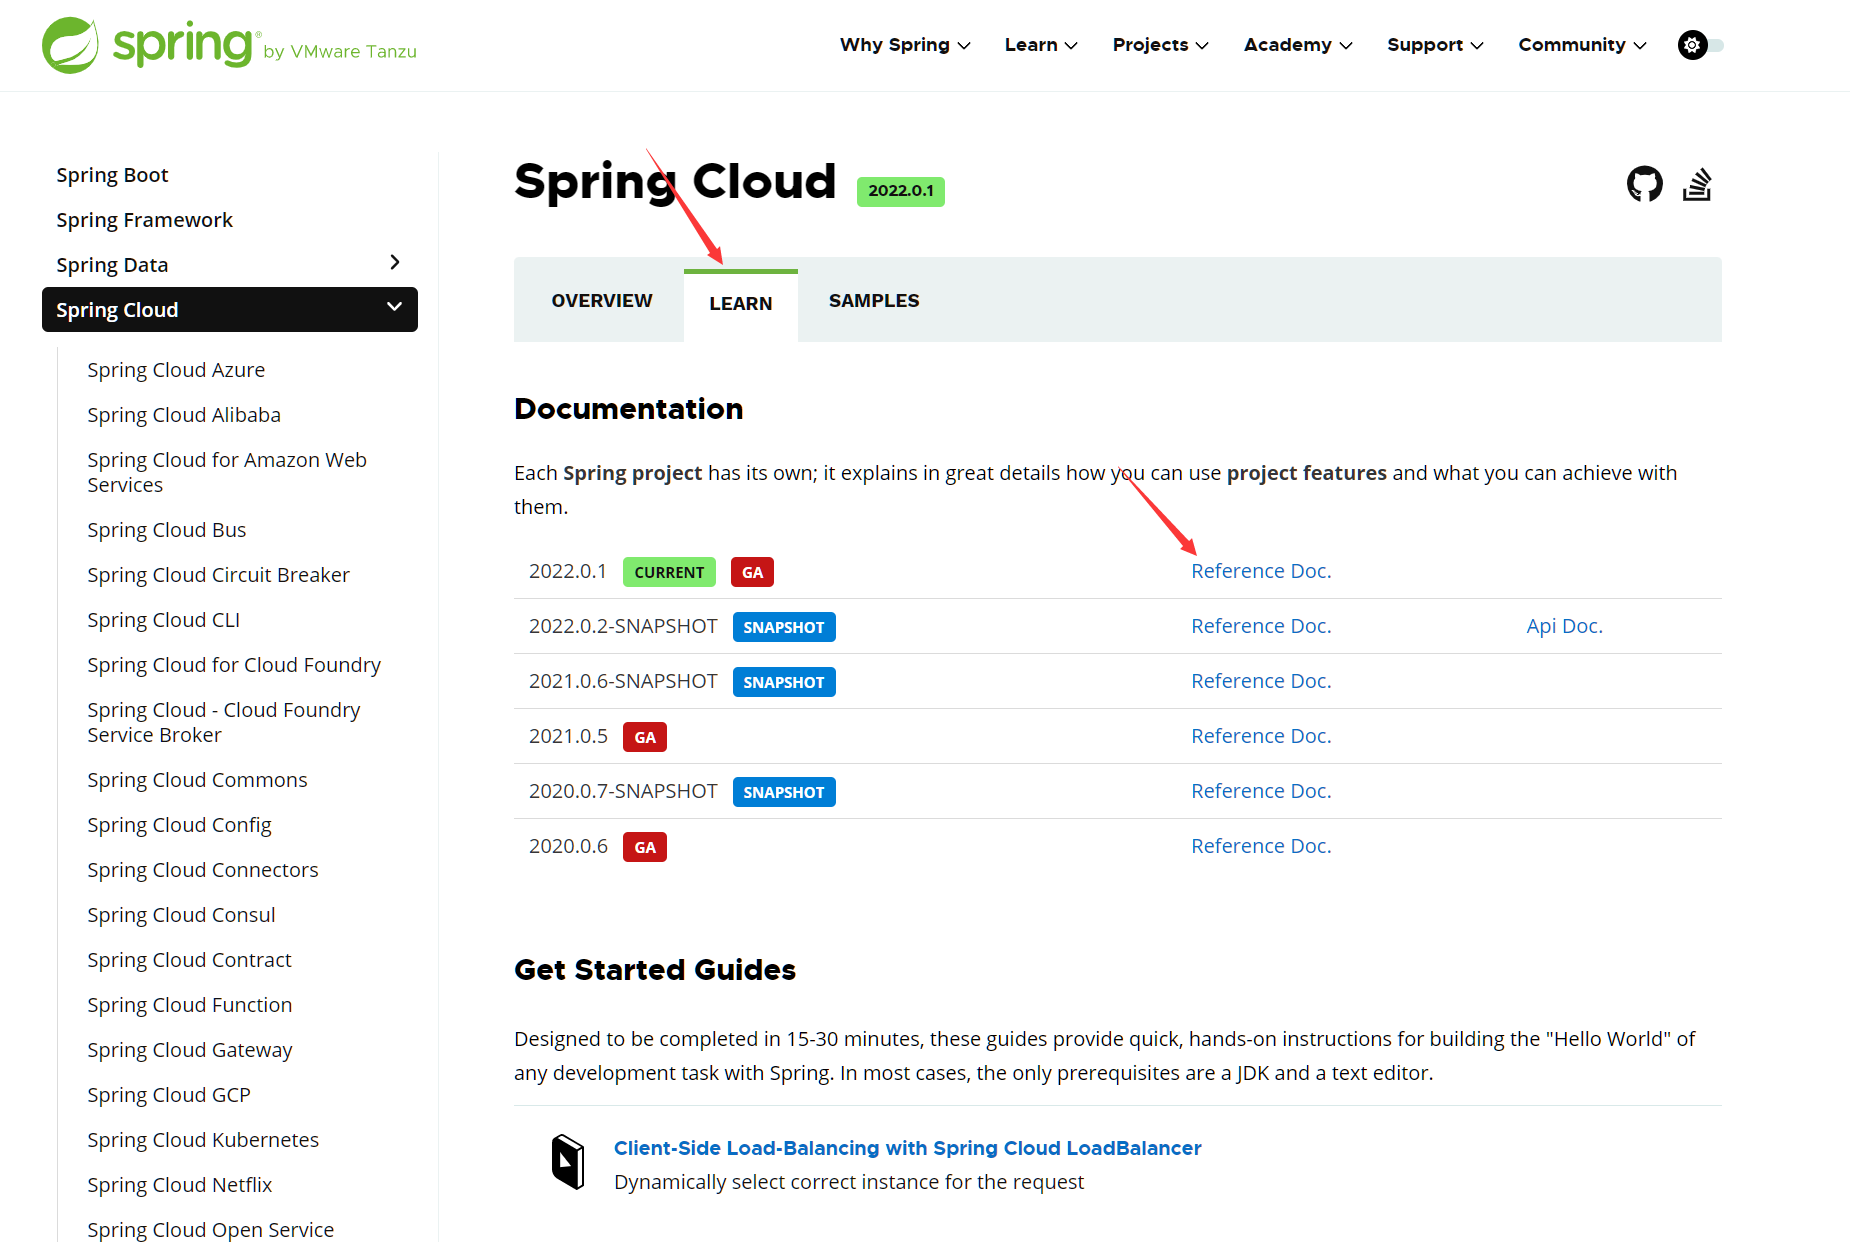 spring® by VMware Tanzu
Why Spring
Learn
Projects
Academy
Support
Community
Spring Boot
Spring Framework
Spring Data
Spring Cloud
Spring Cloud Azure
Spring Cloud Alibaba
Spring Cloud for Amazon Web
Services
Spring Cloud Bus
Spring Cloud Circuit Breaker
Spring Cloud CLI
Spring Cloud for Cloud Foundry
Spring Cloud - Cloud Foundry
Service Broker
Spring Cloud Commons
Spring Cloud Config
Spring Cloud Connectors
Spring Cloud Consul
Spring Cloud Contract
Spring Cloud Function
Spring Cloud Gateway
Spring Cloud GCP
Spring Cloud Kubernetes
Spring Cloud Netflix
Spring Cloud Open Service
Spring Cloud 2022.0.1
OVERVIEW LEARN SAMPLES
Documentation
Each Spring project has its own; it explains in great details how you can use project features and what you can achieve with
them.
2022.0.1 CURRENT GA Reference Doc.
2022.0.2-SNAPSHOT SNAPSHOT Reference Doc. Api Doc.
2021.0.6-SNAPSHOT SNAPSHOT Reference Doc.
2021.0.5 GA Reference Doc.
2020.0.7-SNAPSHOT SNAPSHOT Reference Doc.
2020.0.6 GA Reference Doc.
Get Started Guides
Designed to be completed in 15-30 minutes, these guides provide quick, hands-on instructions for building the "Hello World" of
any development task with Spring. In most cases, the only prerequisites are a JDK and a text editor.
Client-Side Load-Balancing with Spring Cloud LoadBalancer
Dynamically select correct instance for the request